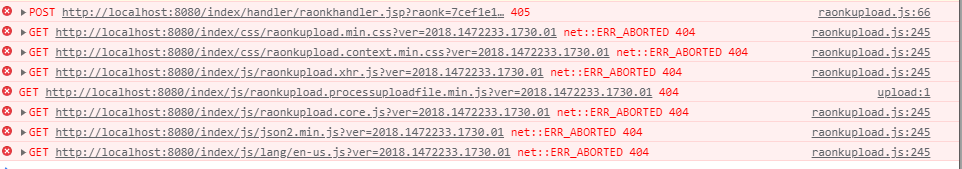 POST http://localhost:8080/index/handler/raonkhandler.jsp?raonk=7cef1e1… 405 raonkupload.js:66
GET http://localhost:8080/index/css/raonkupload.min.css?ver=2018.1472233.1730.01 net::ERR_ABORTED 404 raonkupload.js:245
GET http://localhost:8080/index/css/raonkupload.context.min.css?ver=2018.1472233.1730.01 net::ERR_ABORTED 404 raonkupload.js:245
GET http://localhost:8080/index/js/raonkupload.xhr.js?ver=2018.1472233.1730.01 net::ERR_ABORTED 404 raonkupload.js:245
GET http://localhost:8080/index/js/raonkupload.processuploadfile.min.js?ver=2018.1472233.1730.01 404 upload:1
GET http://localhost:8080/index/js/raonkupload.core.js?ver=2018.1472233.1730.01 net::ERR_ABORTED 404 raonkupload.js:245
GET http://localhost:8080/index/js/json2.min.js?ver=2018.1472233.1730.01 net::ERR_ABORTED 404 raonkupload.js:245
GET http://localhost:8080/index/js/lang/en-us.js?ver=2018.1472233.1730.01 net::ERR_ABORTED 404 raonkupload.js:245